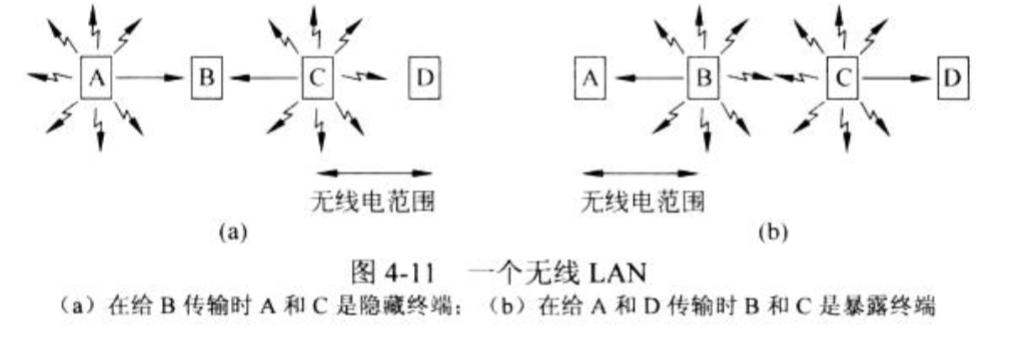 A B C D A B C D
无线电范围 无线电范围
(a) (b)
图 4-11 一个无线 LAN
（a）在给 B 传输时 A 和 C 是隐藏终端；（b）在给 A 和 D 传输时 B 和 C 是暴露终端